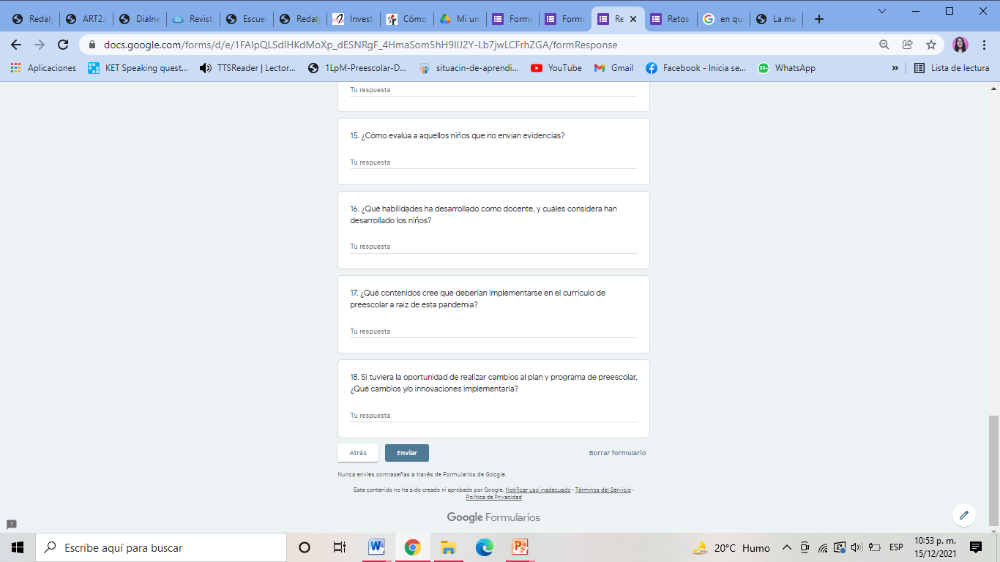 Redaly
ART2.p
Dialne
Revist
Escuel
Redaly
Invest
Cómo
Mi un
Formu
Formu
Re
Retos
en qu
La ma
docs.google.com/forms/d/e/1FAIpQLSdIHKdMoXp_dESNRgF_4HmaSom5hH9IIJ2Y-Lb7jwLCFrhZGA/formResponse
Aplicaciones
KET Speaking quest...
TTSReader | Lector...
1LpM-Preescolar-D...
situacin-de-aprendi...
YouTube
Gmail
Facebook - Inicia se...
99+
WhatsApp
»
Lista de lectura
Tu respuesta
15. ¿Cómo evalúa a aquellos niños que no envían evidencias?
Tu respuesta
16. ¿Qué habilidades ha desarrollado como docente, y cuáles considera han
desarrollado los niños?
Tu respuesta
17. ¿Qué contenidos cree que deberían implementarse en el currículo de
preescolar a raíz de esta pandemia?
Tu respuesta
18. Si tuviera la oportunidad de realizar cambios al plan y programa de preescolar,
¿Qué cambios y/o innovaciones implementaría?
Tu respuesta
Atrás
Enviar
Borrar formulario
Nunca envíes contraseñas a través de Formularios de Google.
Este contenido no ha sido creado ni aprobado por Google. Notificar uso inadecuado - Términos del Servicio -
Política de Privacidad
Google Formularios
Escribe aquí para buscar
20°C Humo
ESP
10:53 p. m.
15/12/2021